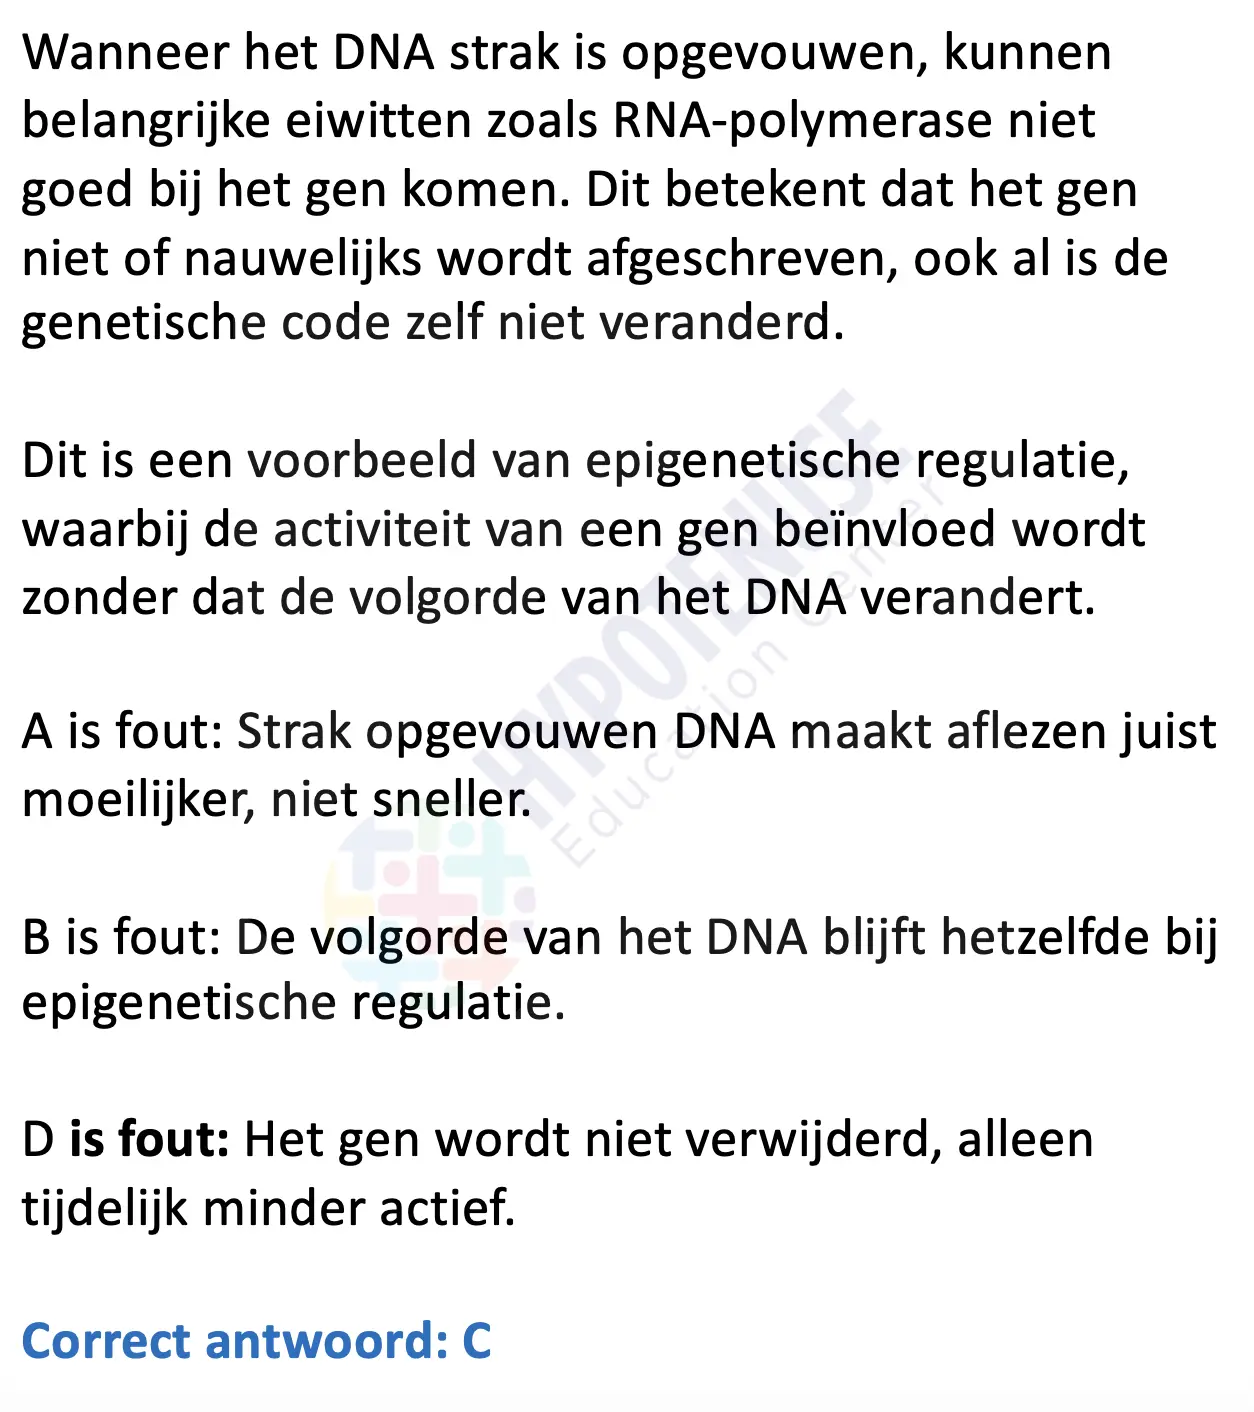 Wanneer het DNA strak is opgevouwen, kunnen
belangrijke eiwitten zoals RNA-polymerase niet
goed bij het gen komen. Dit betekent dat het gen
niet of nauwelijks wordt afgeschreven, ook al is de
genetische code zelf niet veranderd.
Dit is een voorbeeld van epigenetische regulatie,
waarbij de activiteit van een gen beïnvloed wordt
zonder dat de volgorde van het DNA verandert.
A is fout: Strak opgevouwen DNA maakt aflezen juist
moeilijker, niet sneller.
B is fout: De volgorde van het DNA blijft hetzelfde bij
epigenetische regulatie.
D is fout: Het gen wordt niet verwijderd, alleen
tijdelijk minder actief.
Correct antwoord: C
HYPOTENUSE
Education Center